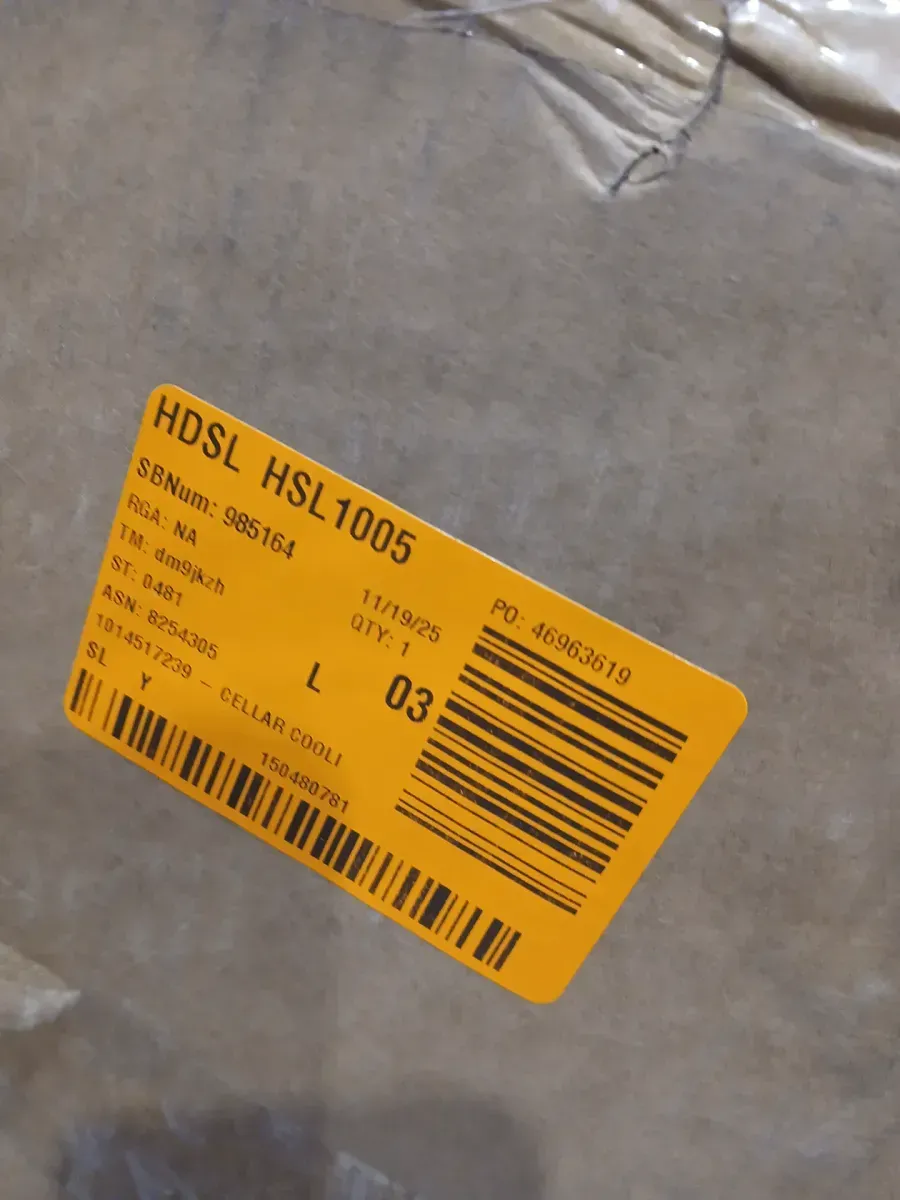 HDSL HSL1005
SBNum: 985164
RGA: NA
TM: dm9jkzh
ST: 0481
ASN: 8254305
1014517239 – CELLAR COOLI
SL Y
150480781
11/19/25
QTY: 1
L 03
PO: 46963619